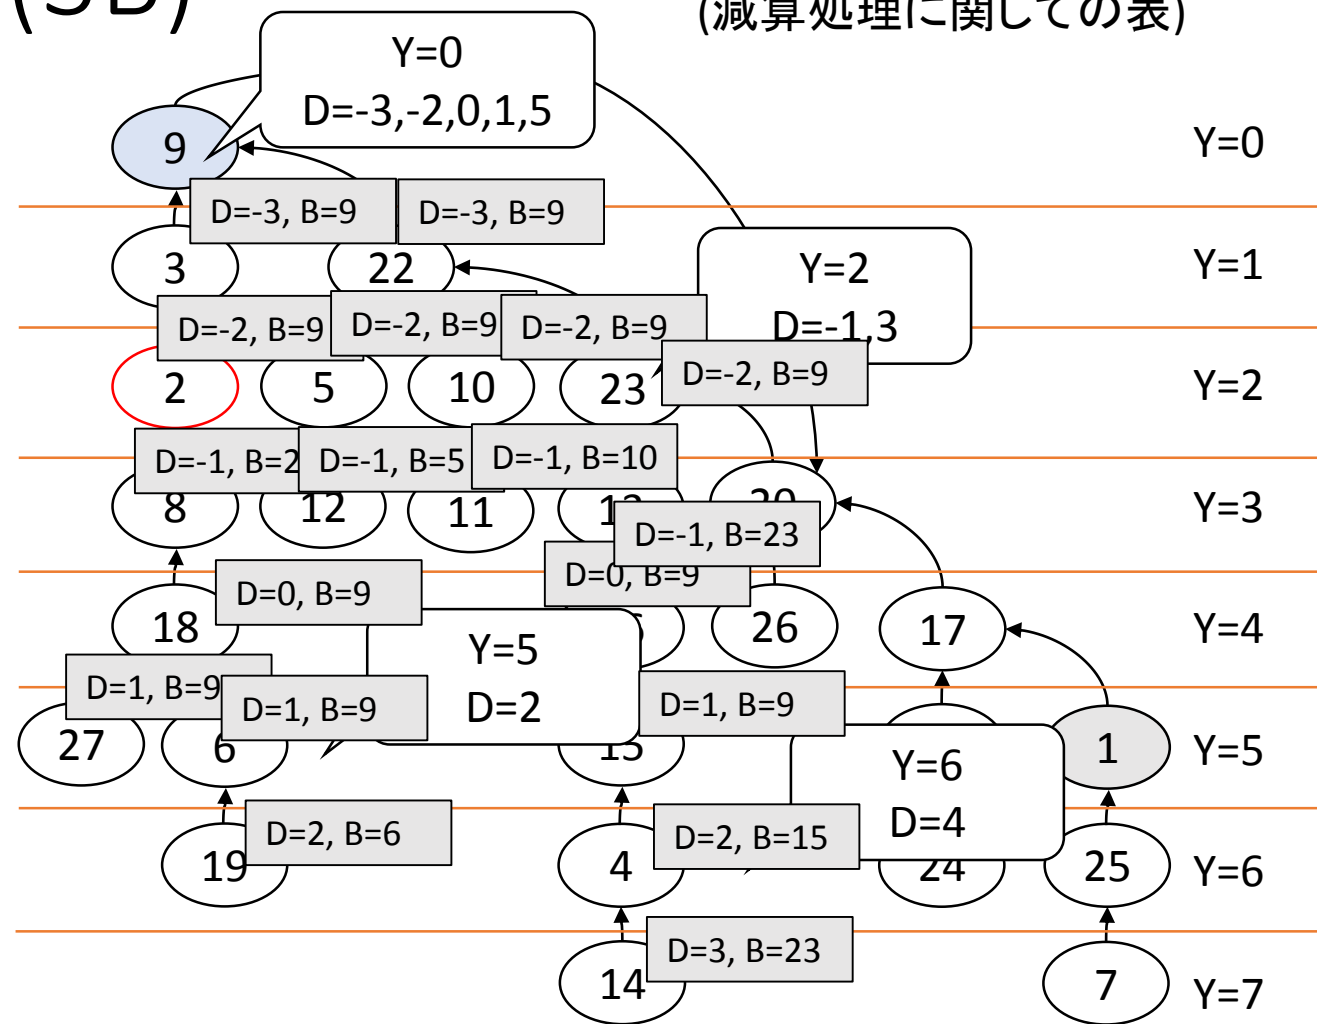 (SB)
(減算処理に関しての表)
Y=0
D=-3,-2,0,1,5
9
Y=0
D=-3, B=9
D=-3, B=9
3
22
Y=2
D=-1,3
Y=1
D=-2, B=9
D=-2, B=9
D=-2, B=9
D=-2, B=9
2
5
10
23
Y=2
D=-1, B=2
D=-1, B=5
D=-1, B=10
8
12
11
Y=3
D=-1, B=23
D=0, B=9
D=0, B=9
18
26
17
Y=4
Y=5
D=2
D=1, B=9
D=1, B=9
D=1, B=9
27
6
15
1
Y=5
Y=6
D=4
D=2, B=6
D=2, B=15
19
4
24
25
Y=6
D=3, B=23
14
7
Y=7